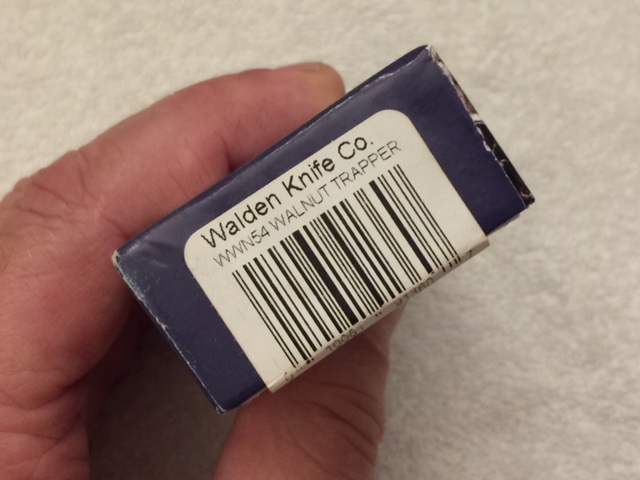 Walden Knife Co.
WWN54 WALNUT TRAPPER